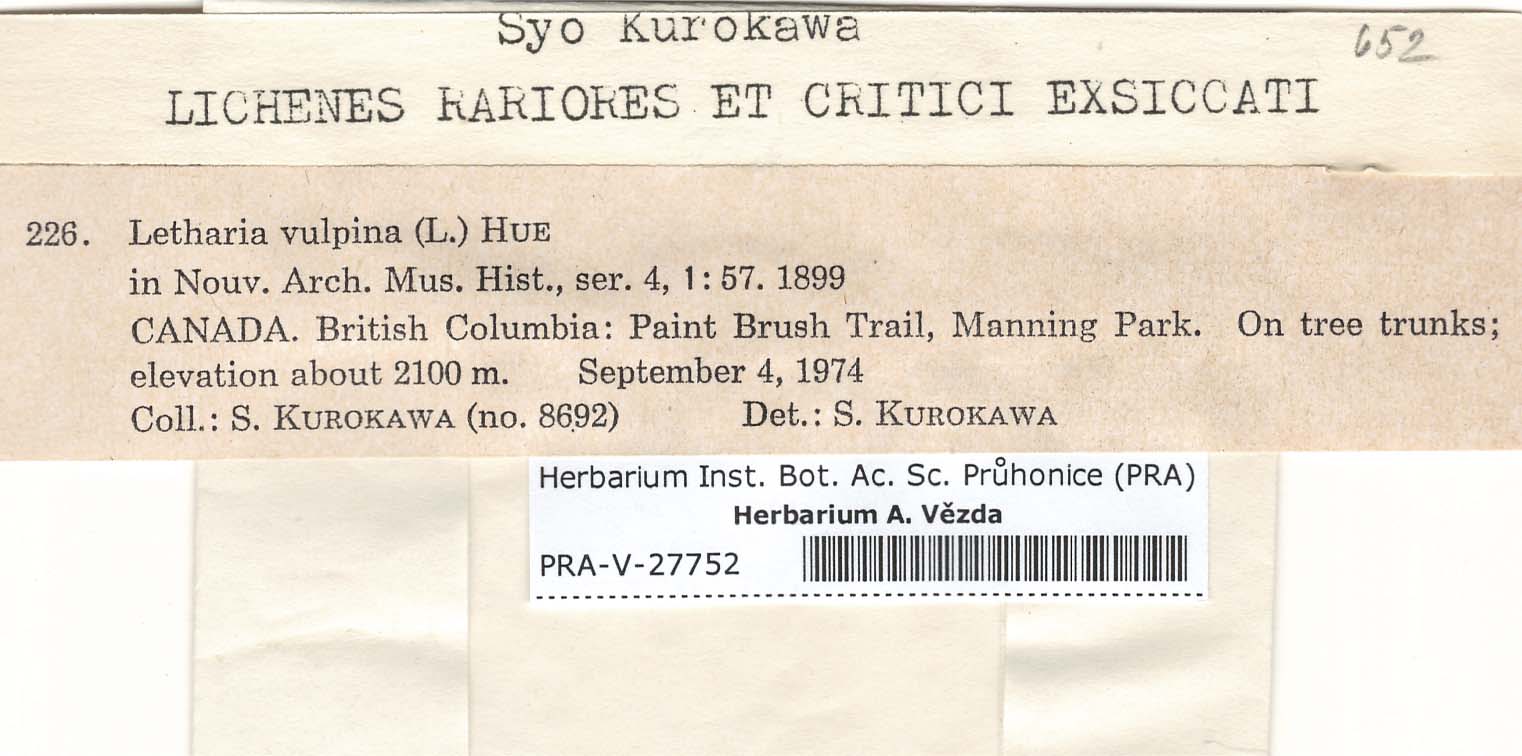 Syo Kurokawa
652
LICHENES RARIORES ET CRITICI EXSICCATI
226. Letharia vulpina (L.) HUE
in Nouv. Arch. Mus. Hist., ser. 4, 1: 57. 1899
CANADA. British Columbia: Paint Brush Trail, Manning Park. On tree trunks;
elevation about 2100 m. September 4, 1974
Coll.: S. KUROKAWA (no. 8692) Det.: S. KUROKAWA
Herbarium Inst. Bot. Ac. Sc. Průhonice (PRA)
Herbarium A. Vězda
PRA-V-27752